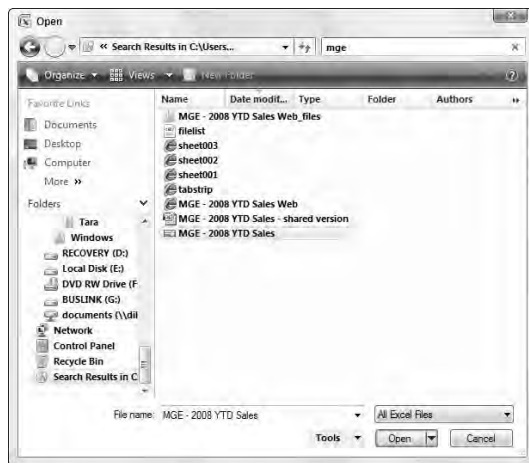 Open
« Search Results in C:\Users...
mge
Organize
Views
New Folder
Favorite Links
Documents
Desktop
Computer
More »
Folders
Tara
Windows
RECOVERY (D:)
Local Disk (E:)
DVD RW Drive (F
BUSLINK (G:)
documents (\\dil
Network
Control Panel
Recycle Bin
Search Results in C
Name Date modif... Type Folder Authors »
MGE - 2008 YTD Sales Web_files
filelist
sheet003
sheet002
sheet001
tabstrip
MGE - 2008 YTD Sales Web
MGE - 2008 YTD Sales - shared version
MGE - 2008 YTD Sales
File name: MGE - 2008 YTD Sales
All Excel Files
Tools Open Cancel